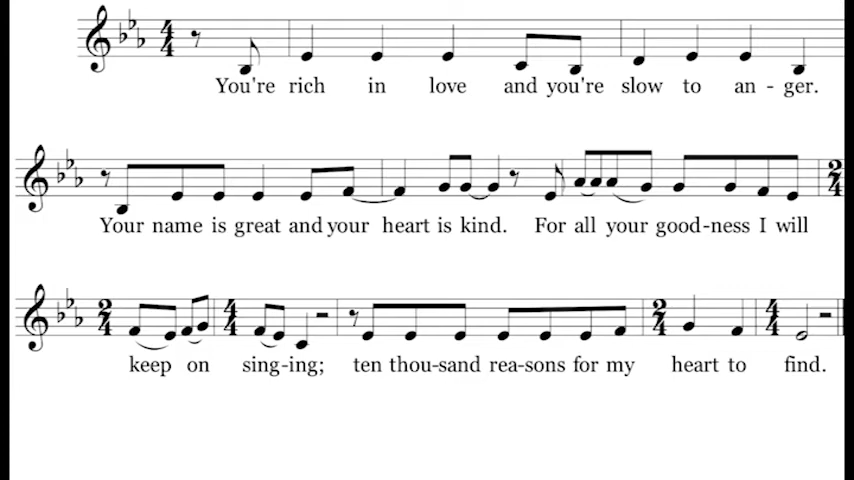 You're rich in love and you're slow to an - ger.
Your name is great and your heart is kind. For all your good-ness I will
keep on sing-ing; ten thou-sand rea-sons for my heart to find.